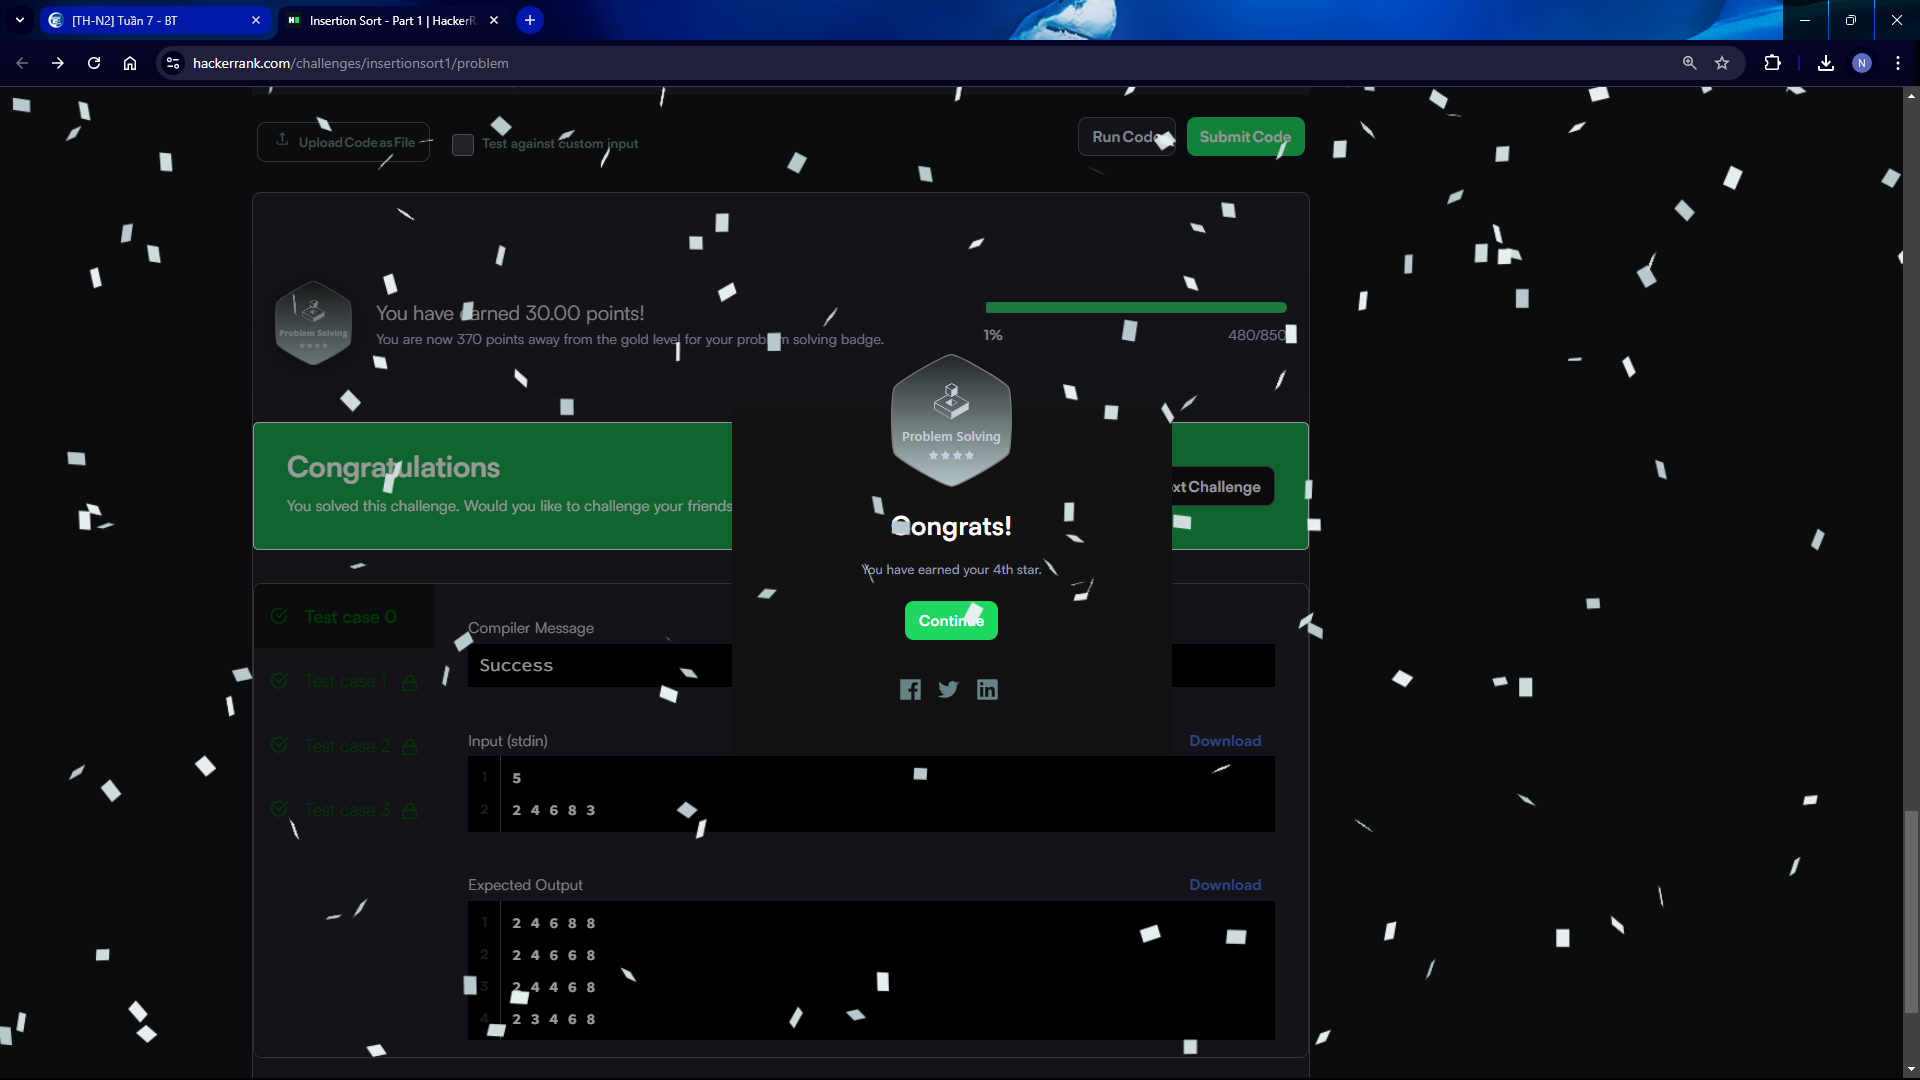 [TH-N2] Tuần 7 - BT
Insertion Sort - Part 1 | HackerR
hackerrank.com/challenges/insertionsort1/problem
N
Upload Code as File
Test against custom input
Run Code
Submit Code
Problem Solving
You have earned 30.00 points!
You are now 370 points away from the gold level for your problem solving badge.
1%
480/850
Problem Solving
Congratulations
You solved this challenge. Would you like to challenge your friends
xt Challenge
Congrats!
You have earned your 4th star.
Continue
Test case 0
Test case 1
Test case 2
Test case 3
Compiler Message
Success
Input (stdin)
Download
1 5
2 2 4 6 8 3
Expected Output
Download
1 2 4 6 8 8
2 2 4 6 6 8
3 2 4 4 6 8
4 2 3 4 6 8